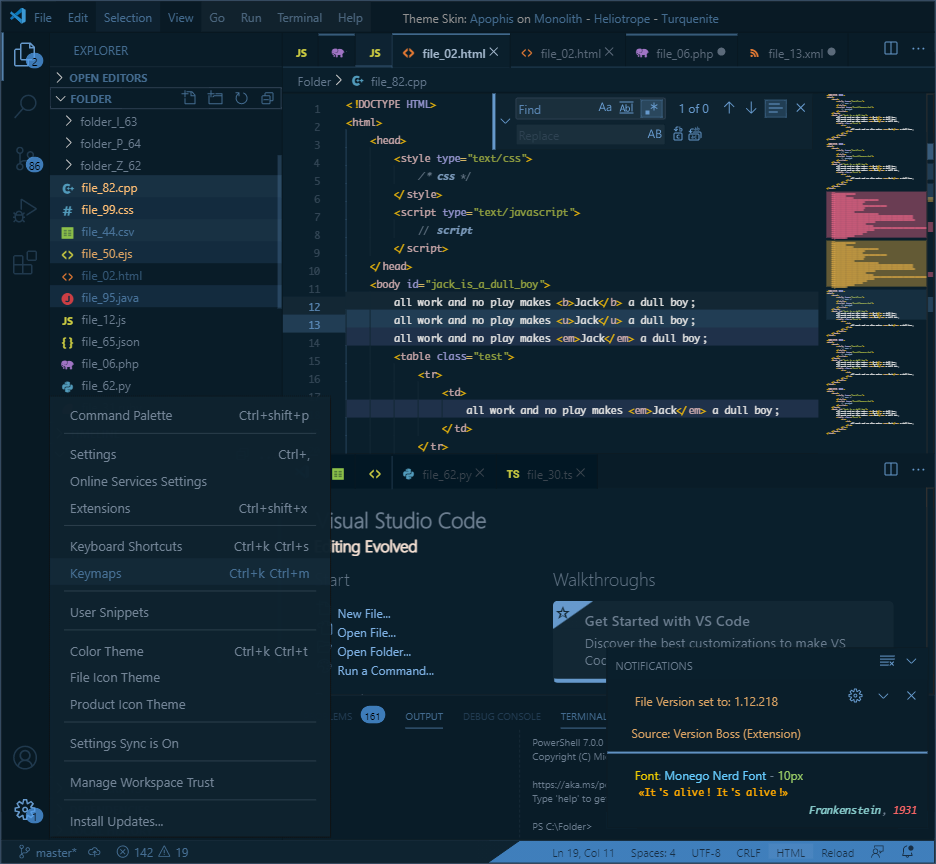 File Edit Selection View Go Run Terminal Help Theme Skin: Apophis on Monolith - Heliotrope - Turquenite
2 EXPLORER JS JS file_02.html file_02.html file_06.php file_13.xml
OPEN EDITORS
FOLDER
folder_I_63
folder_P_64
folder_Z_62
file_82.cpp
file_99.css
file_44.csv
file_50.ejs
file_02.html
file_95.java
JS file_12.js
file_65.json
file_06.php
file_62.py
86
Folder file_82.cpp
Find Aa Abl .* 1 of 0
Replace AB
1 <!DOCTYPE HTML>
2 <html>
3 <head>
4 <style type="text/css">
5 /* css */
6 </style>
7 <script type="text/javascript">
8 // script
9 </script>
10 </head>
11 <body id="jack_is_a_dull_boy">
12 all work and no play makes <b>Jack</b> a dull boy;
13 all work and no play makes <u>Jack</u> a dull boy;
14 all work and no play makes <em>Jack</em> a dull boy;
15 <table class="test">
16 <tr>
17 <td>
all work and no play makes <em>Jack</em> a dull boy;
</td>
</tr>
Command Palette Ctrl+shift+p
Settings Ctrl+,
Online Services Settings
Extensions Ctrl+shift+x
Keyboard Shortcuts Ctrl+k Ctrl+s
Keymaps Ctrl+k Ctrl+m
User Snippets
Color Theme Ctrl+k Ctrl+t
File Icon Theme
Product Icon Theme
Settings Sync is On
Manage Workspace Trust
Install Updates...
1
file_62.py TS file_30.ts
isual Studio Code
iting Evolved
art
New File...
Open File...
Open Folder...
Run a Command...
Walkthroughs
Get Started with VS Code
Discover the best customizations to make VS
Coc
LEMS 161 OUTPUT DEBUG CONSOLE TERMINAL
PowerShell 7.0.0
Copyright (C) Mi
https://aka.ms/po
Type 'help' to ge
PS C:\Folder>
NOTIFICATIONS
File Version set to: 1.12.218
Source: Version Boss (Extension)
Font: Monego Nerd Font - 10px
«It's alive! It's alive!»
Frankenstein, 1931
master* 142 19 Ln 19, Col 11 Spaces: 4 UTF-8 CRLF HTML Reload